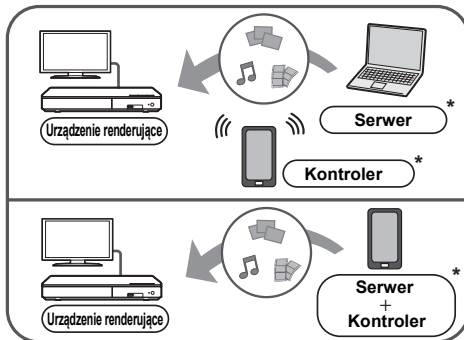 Serwer *
Urządzenie renderujące
Kontroler *
Urządzenie renderujące
Serwer *
+
Kontroler